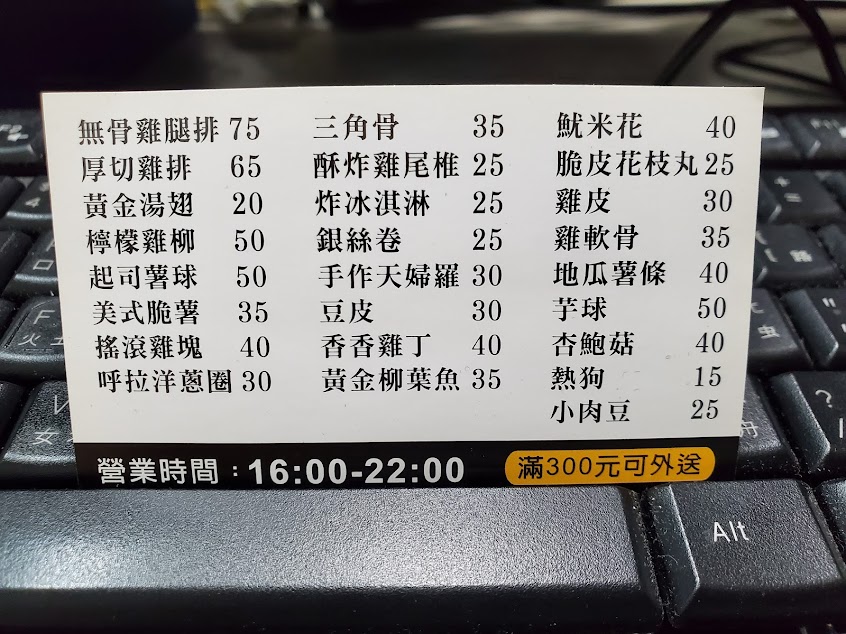 無骨雞腿排 75
厚切雞排 65
黃金湯翅 20
檸檬雞柳 50
起司薯球 50
美式脆薯 35
搖滾雞塊 40
呼拉洋蔥圈 30
三角骨 35
酥炸雞尾椎 25
炸冰淇淋 25
銀絲卷 25
手作天婦羅 30
豆皮 30
香香雞丁 40
黃金柳葉魚 35
魷米花 40
脆皮花枝丸 25
雞皮 30
雞軟骨 35
地瓜薯條 40
芋球 50
杏鮑菇 40
熱狗 15
小肉豆 25
營業時間：16:00-22:00
滿300元可外送
Alt